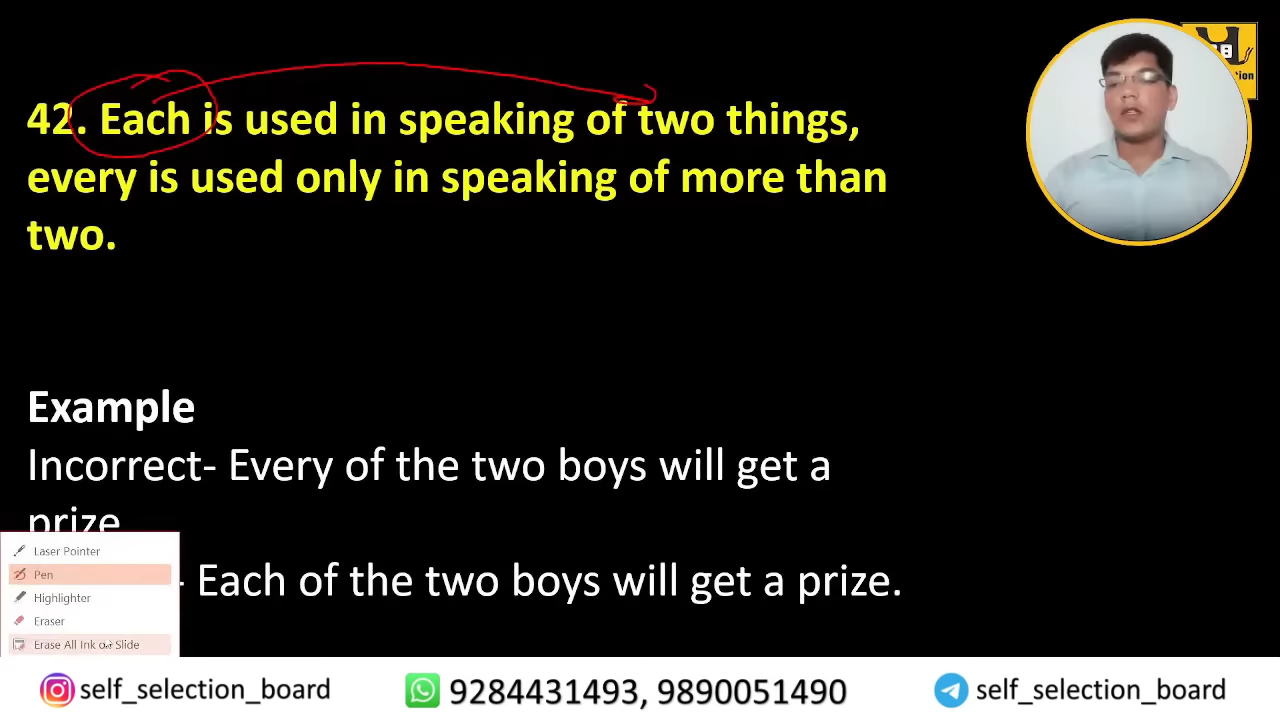 42. Each is used in speaking of two things,
every is used only in speaking of more than
two.
Example
Incorrect- Every of the two boys will get a
prize
- Each of the two boys will get a prize.
Laser Pointer
Pen
Highlighter
Eraser
Erase All Ink on Slide
self_selection_board
9284431493, 9890051490
self_selection_board